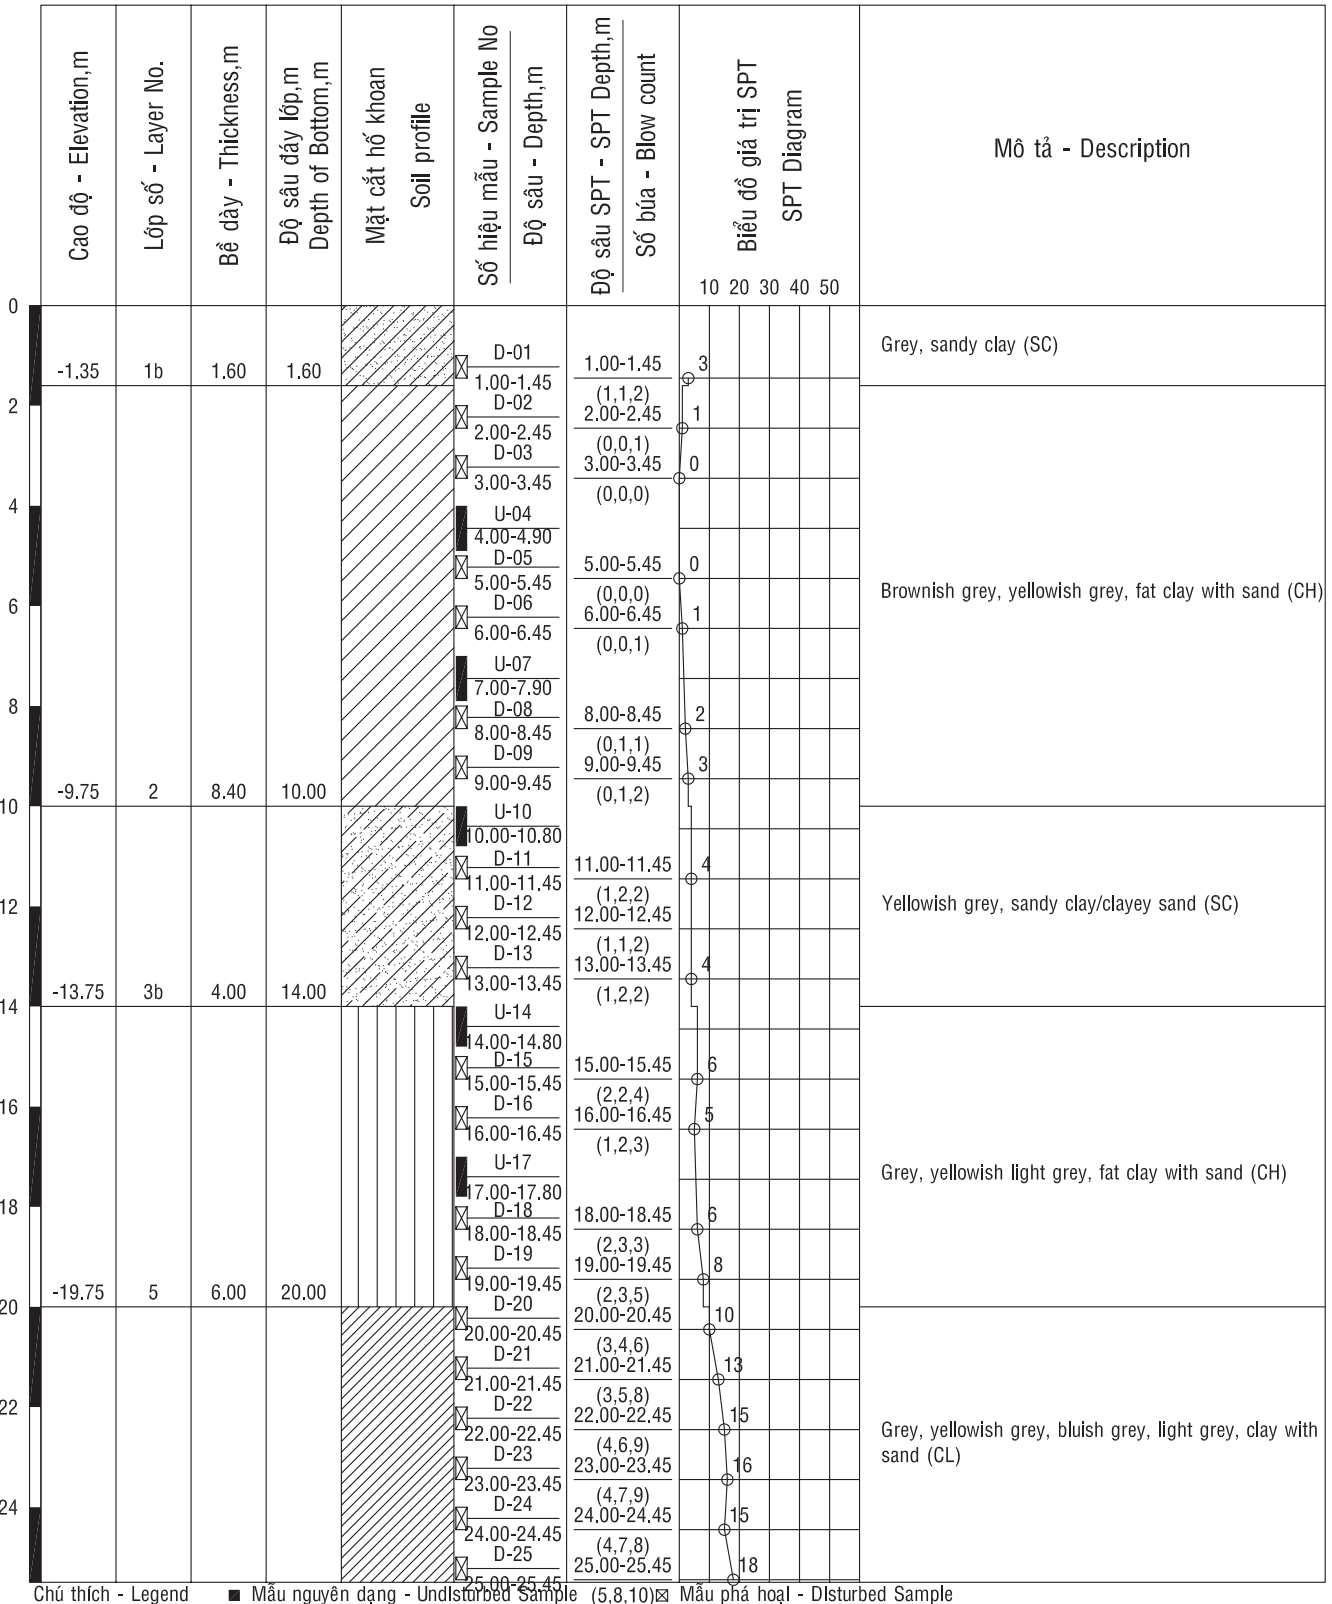 Cao độ - Elevation,m
Lớp số - Layer No.
Bề dày - Thickness,m
Độ sâu đáy lớp,m
Depth of Bottom,m
Mặt cắt hố khoan
Soil profile
Số hiệu mẫu - Sample No
Độ sâu - Depth,m
Độ sâu SPT - SPT Depth,m
Số búa - Blow count
Biểu đồ giá trị SPT
SPT Diagram
10 20 30 40 50
Mô tả - Description
0
D-01
1.00-1.45
1.00-1.45
(1,1,2)
3
Grey, sandy clay (SC)
-1.35 1b 1.60 1.60
2
D-02
2.00-2.45
2.00-2.45
(0,0,1)
1
D-03
3.00-3.45
3.00-3.45
(0,0,0)
0
4
U-04
4.00-4.90
D-05
5.00-5.45
5.00-5.45
(0,0,0)
0
Brownish grey, yellowish grey, fat clay with sand (CH)
6
D-06
6.00-6.45
6.00-6.45
(0,0,1)
1
U-07
7.00-7.90
8
D-08
8.00-8.45
8.00-8.45
(0,1,1)
2
D-09
9.00-9.45
9.00-9.45
(0,1,2)
3
-9.75 2 8.40 10.00
10
U-10
10.00-10.80
D-11
11.00-11.45
11.00-11.45
(1,2,2)
4
12
D-12
12.00-12.45
12.00-12.45
(1,1,2)
Yellowish grey, sandy clay/clayey sand (SC)
D-13
13.00-13.45
13.00-13.45
(1,2,2)
4
-13.75 3b 4.00 14.00
14
U-14
14.00-14.80
D-15
15.00-15.45
15.00-15.45
(2,2,4)
6
16
D-16
16.00-16.45
16.00-16.45
(1,2,3)
5
U-17
17.00-17.80
Grey, yellowish light grey, fat clay with sand (CH)
18
D-18
18.00-18.45
18.00-18.45
(2,3,3)
6
D-19
19.00-19.45
19.00-19.45
(2,3,5)
8
-19.75 5 6.00 20.00
20
D-20
20.00-20.45
20.00-20.45
(3,4,6)
10
D-21
21.00-21.45
21.00-21.45
(3,5,8)
13
22
D-22
22.00-22.45
22.00-22.45
(4,6,9)
15
Grey, yellowish grey, bluish grey, light grey, clay with
sand (CL)
D-23
23.00-23.45
23.00-23.45
(4,7,9)
16
24
D-24
24.00-24.45
24.00-24.45
(4,7,8)
15
D-25
25.00-25.45
25.00-25.45
(5,8,10)
18
Chú thích - Legend Mẫu nguyên dạng - Undisturbed Sample Mẫu phá hoại - Disturbed Sample